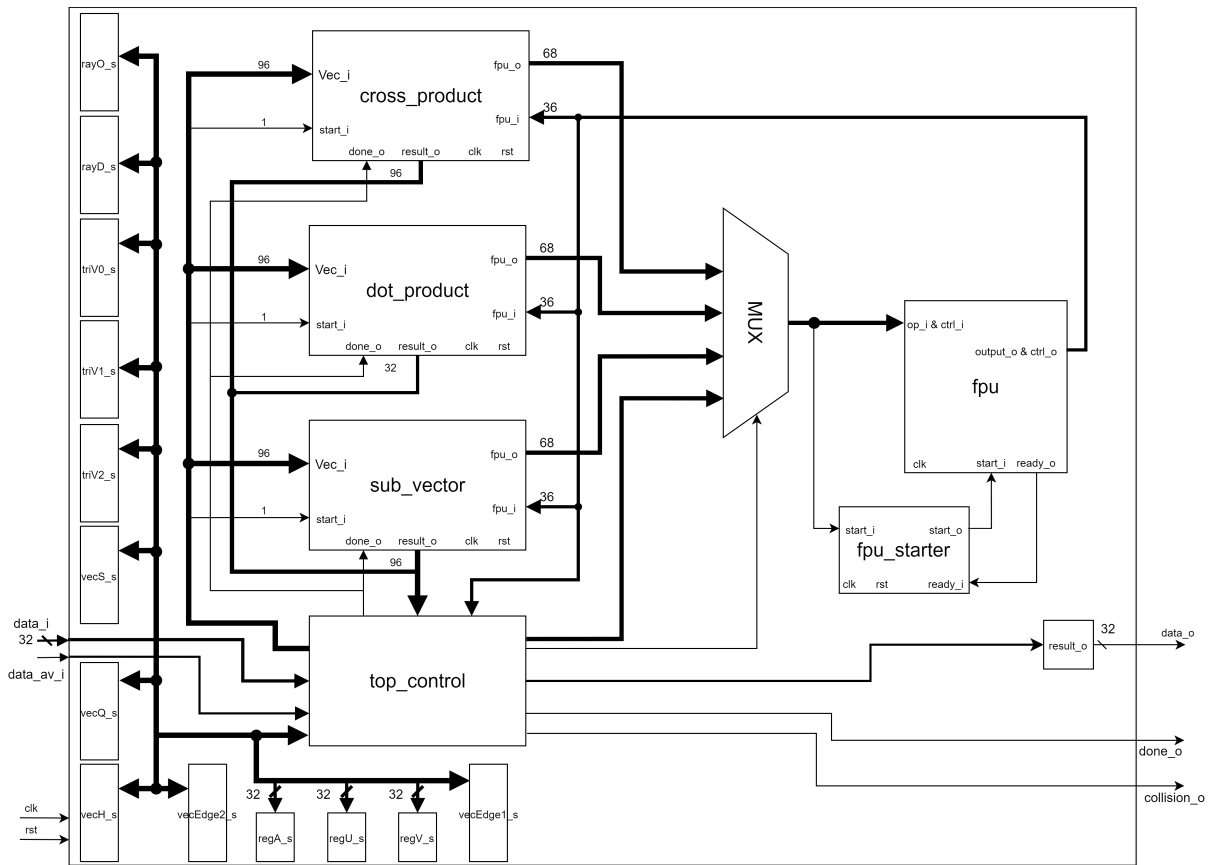 rayO_s
rayD_s
triV0_s
triV1_s
triV2_s
vecS_s
data_i
32
data_av_i
vecQ_s
vecH_s
clk
rst
vecEdge2_s
32
32
32
regA_s
regU_s
regV_s
vecEdge1_s
96
Vec_i
cross_product
fpu_o
68
1
start_i
fpu_i
36
done_o
result_o
clk
rst
96
96
Vec_i
dot_product
fpu_o
68
1
start_i
fpu_i
36
done_o
result_o
clk
rst
32
96
Vec_i
sub_vector
fpu_o
68
1
start_i
fpu_i
36
done_o
result_o
clk
rst
96
top_control
MUX
op_i & ctrl_i
output_o & ctrl_o
fpu
clk
start_i
ready_o
start_i
start_o
fpu_starter
clk
rst
ready_i
result_o
32
data_o
done_o
collision_o